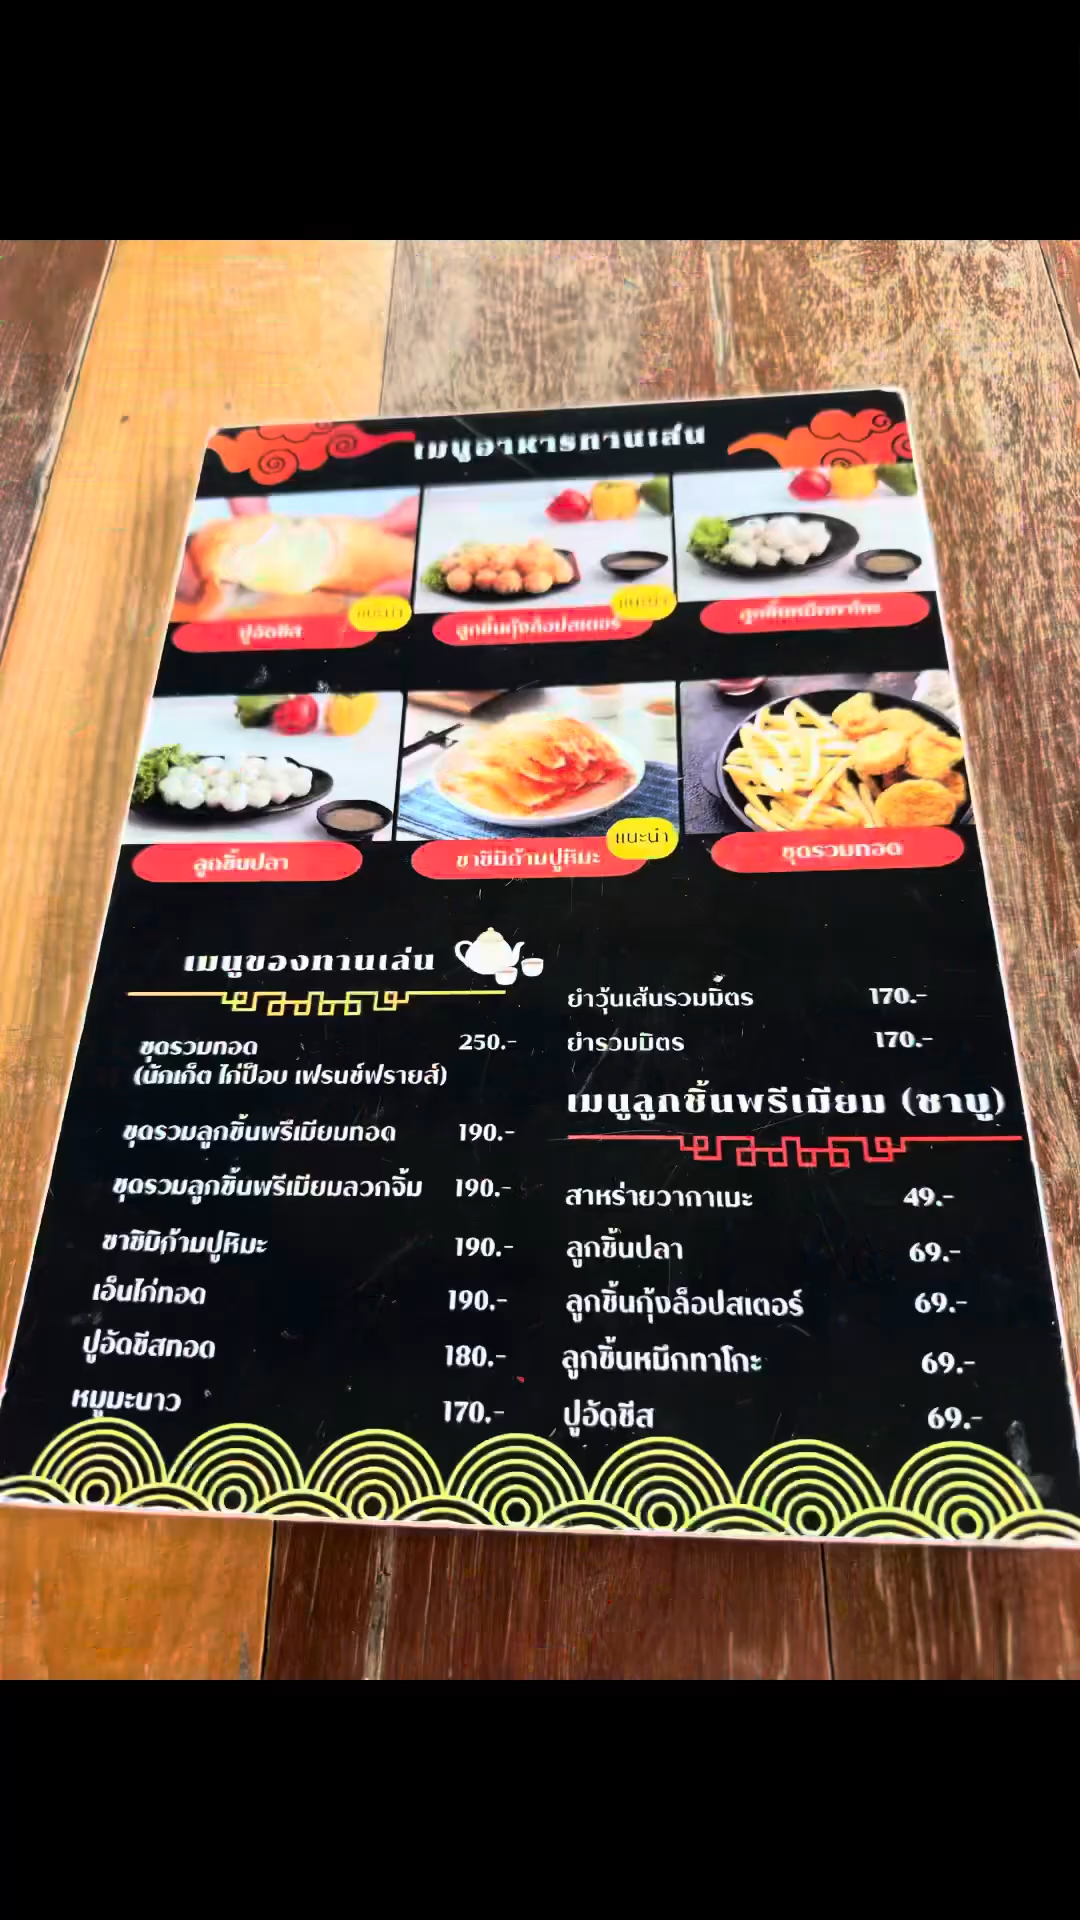 เมนูอาหารทานเล่น
แนะนำ
ปูอัดชีส
แนะนำ
ลูกชิ้นกุ้งล็อปสเตอร์
ลูกชิ้นหมึกทาโกะ
ลูกชิ้นปลา
แนะนำ
ซาชิมิก้ามปูหิมะ
ชุดรวมทอด
เมนูของทานเล่น
ชุดรวมทอด 250.-
(นักเก็ต ไก่ป็อบ เฟรนช์ฟรายส์)
ชุดรวมลูกชิ้นพรีเมียมทอด 190.-
ชุดรวมลูกชิ้นพรีเมียมลวกจิ้ม 190.-
ซาชิมิก้ามปูหิมะ 190.-
เอ็นไก่ทอด 190.-
ปูอัดชีสทอด 180.-
หมูมะนาว 170.-
ยำวุ้นเส้นรวมมิตร 170.-
ยำรวมมิตร 170.-
เมนูลูกชิ้นพรีเมียม (ชาบู)
สาหร่ายวากาเมะ 49.-
ลูกชิ้นปลา 69.-
ลูกชิ้นกุ้งล็อปสเตอร์ 69.-
ลูกชิ้นหมึกทาโกะ 69.-
ปูอัดชีส 69.-